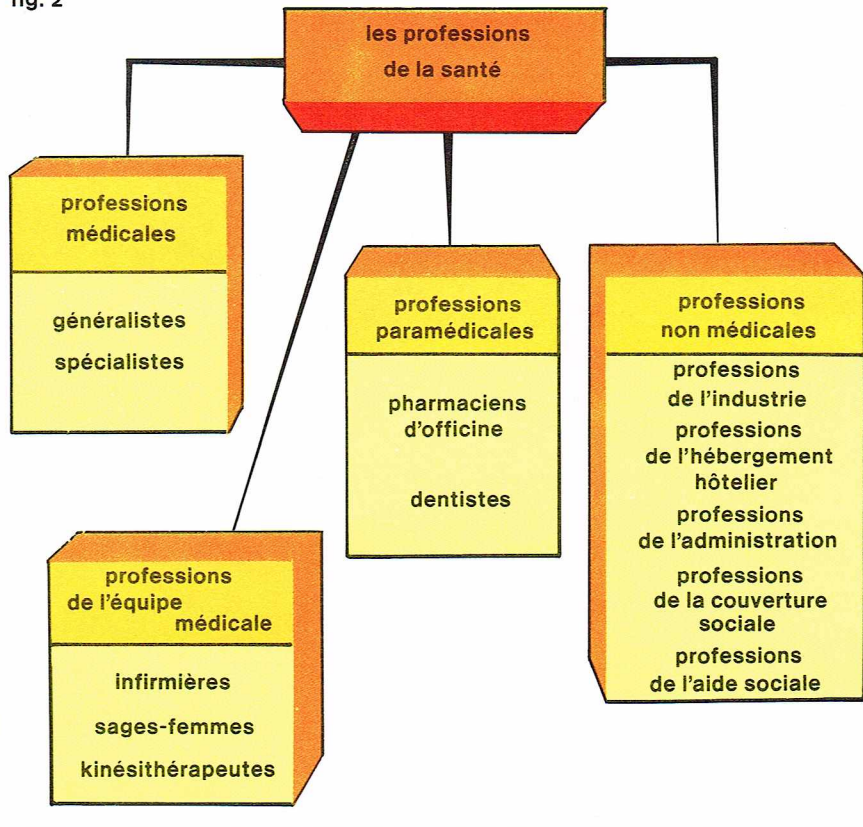 fig. 2
les professions
de la santé
professions
médicales
généralistes
spécialistes
professions
de l'équipe
médicale
infirmières
sages-femmes
kinésithérapeutes
professions
paramédicales
pharmaciens
d'officine
dentistes
professions
non médicales
professions
de l'industrie
professions
de l'hébergement
hôtelier
professions
de l'administration
professions
de la couverture
sociale
professions
de l'aide sociale